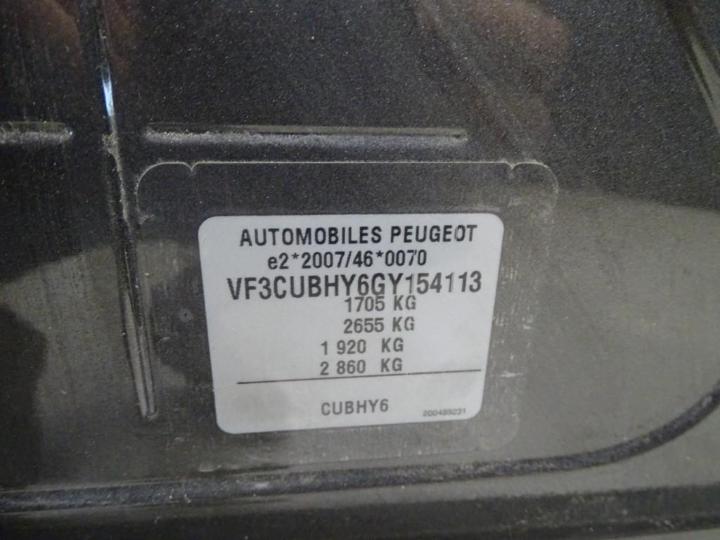 AUTOMOBILES PEUGEOT
e2*2007/46*0070
VF3CUBHY6GY154113
1705 KG
2655 KG
1 920 KG
2 860 KG
CUBHY6